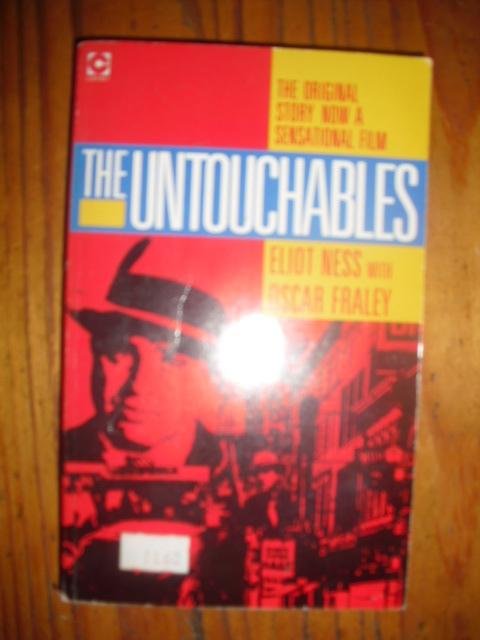 THE ORIGINAL
STORY NOW A
SENSATIONAL FILM
THE UNTOUCHABLES
ELIOT NESS WITH
OSCAR FRALEY